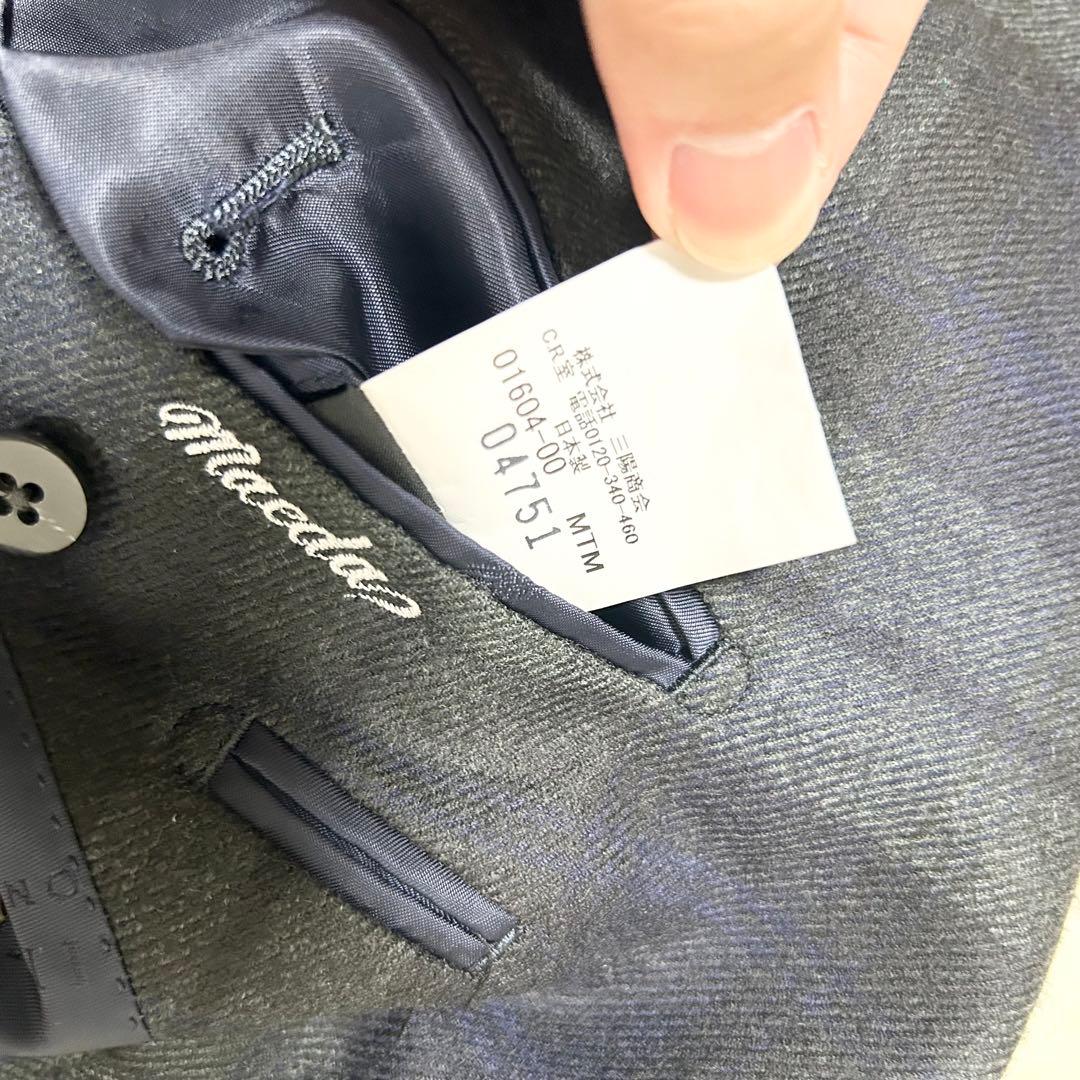 株式会社 三陽商会
CR室 電話0120-340-460
日本製
01604-00 MTM
04751
Maeda